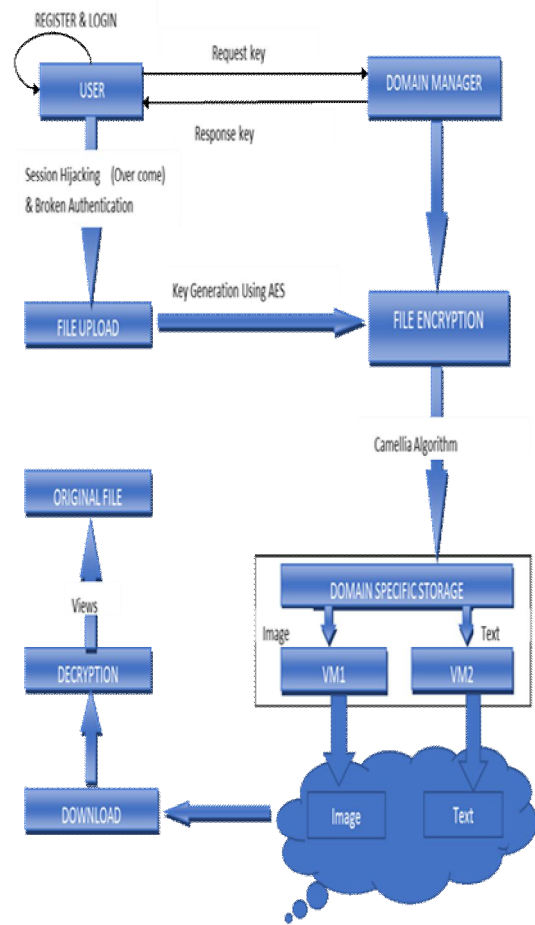 REGISTER & LOGIN
Request key
USER
DOMAIN MANAGER
Response key
Session Hijacking (Over come)
& Broken Authentication
Key Generation Using AES
FILE UPLOAD
FILE ENCRYPTION
Camellia Algorithm
ORIGINAL FILE
DOMAIN SPECIFIC STORAGE
Views
Image
Text
DECRYPTION
VM1
VM2
DOWNLOAD
Image
Text